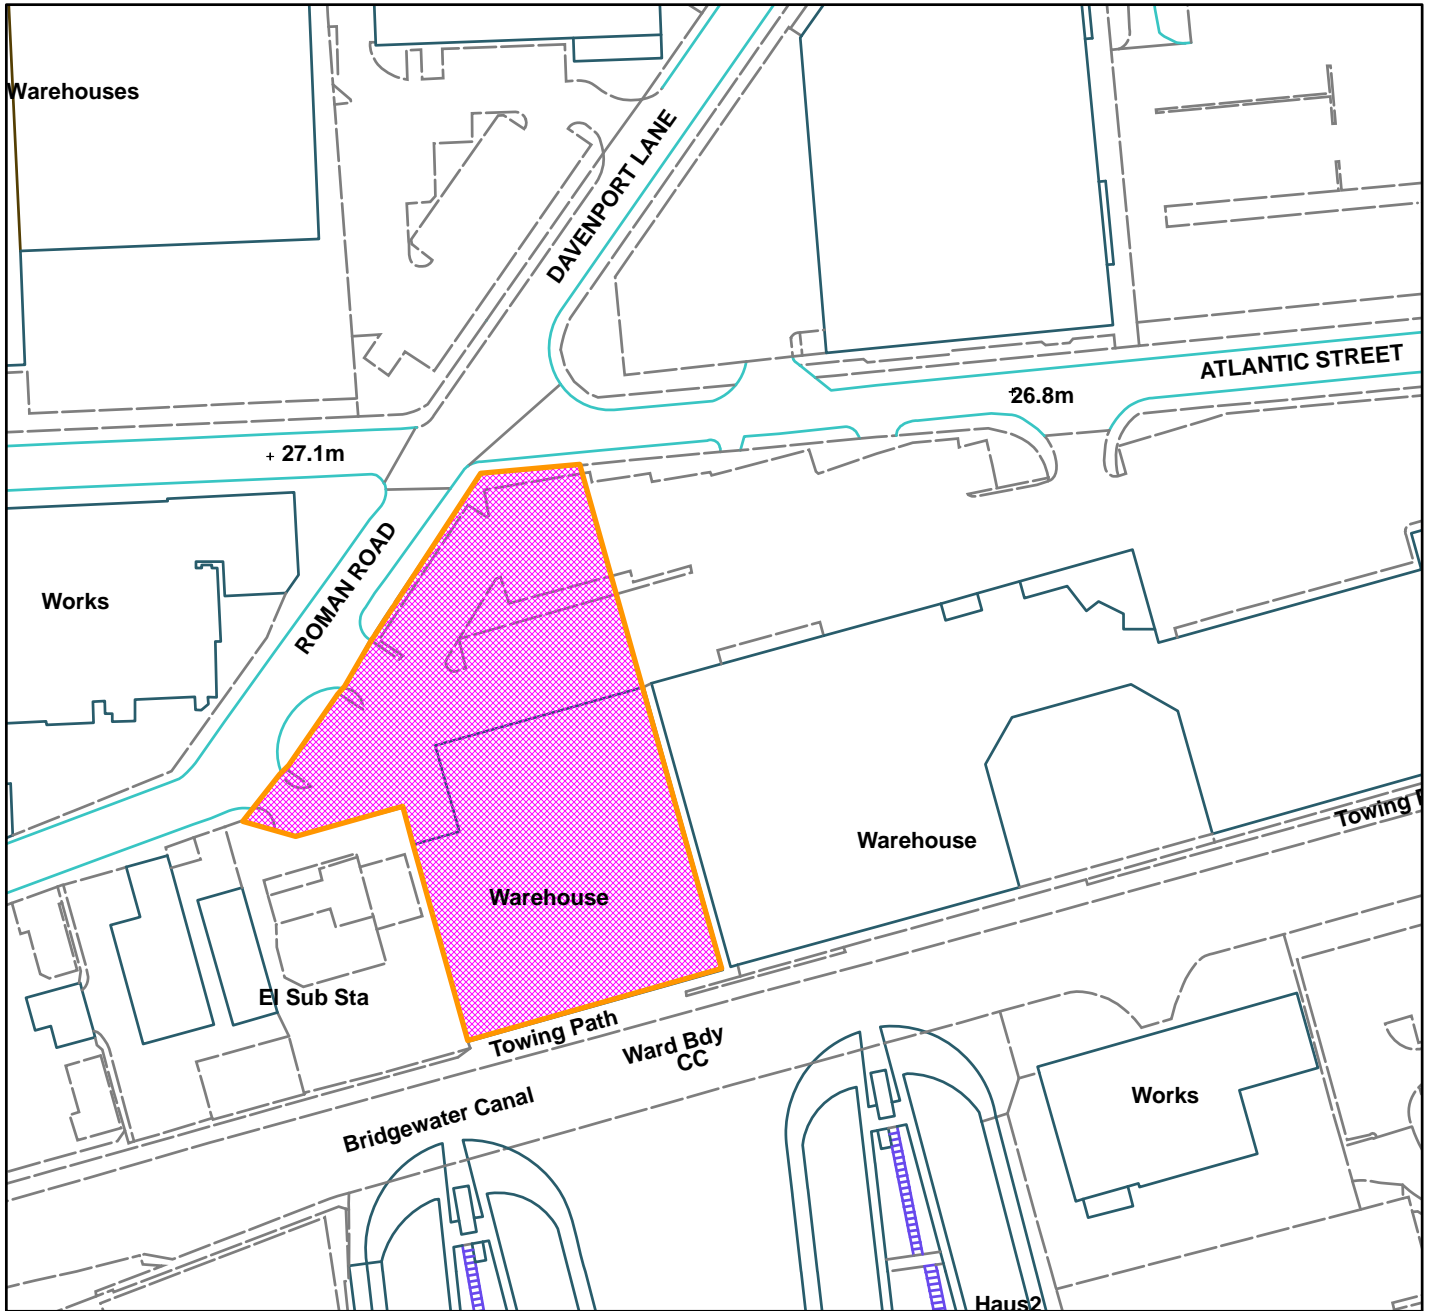 Warehouses
DAVENPORT LANE
ATLANTIC STREET
26.8m
27.1m
ROMAN ROAD
Works
Warehouse
Towing
Warehouse
El Sub Sta
Towing Path
Ward Bdy
CC
Works
Bridgewater Canal
Haus2